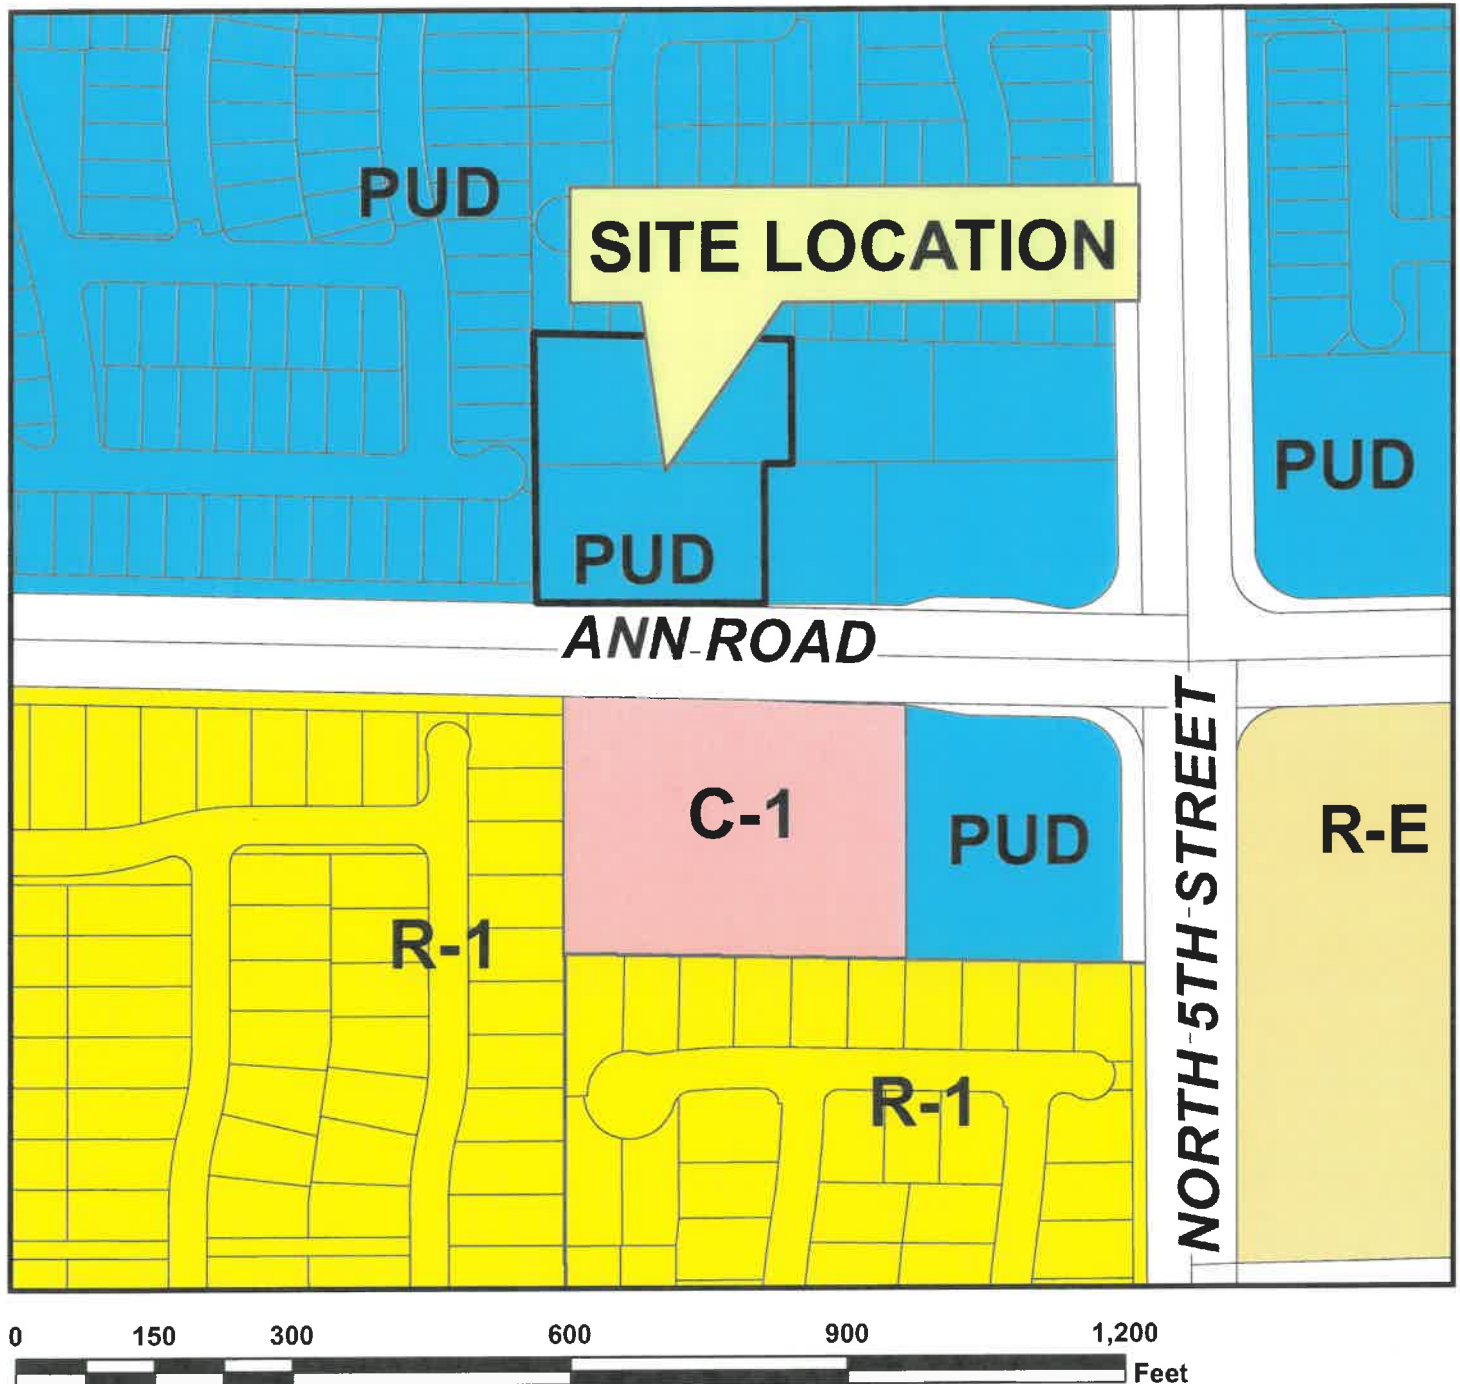 PUD
SITE LOCATION
PUD
PUD
ANN ROAD
C-1
PUD
R-E
R-1
R-1
NORTH 5TH STREET
0 150 300 600 900 1,200
Feet